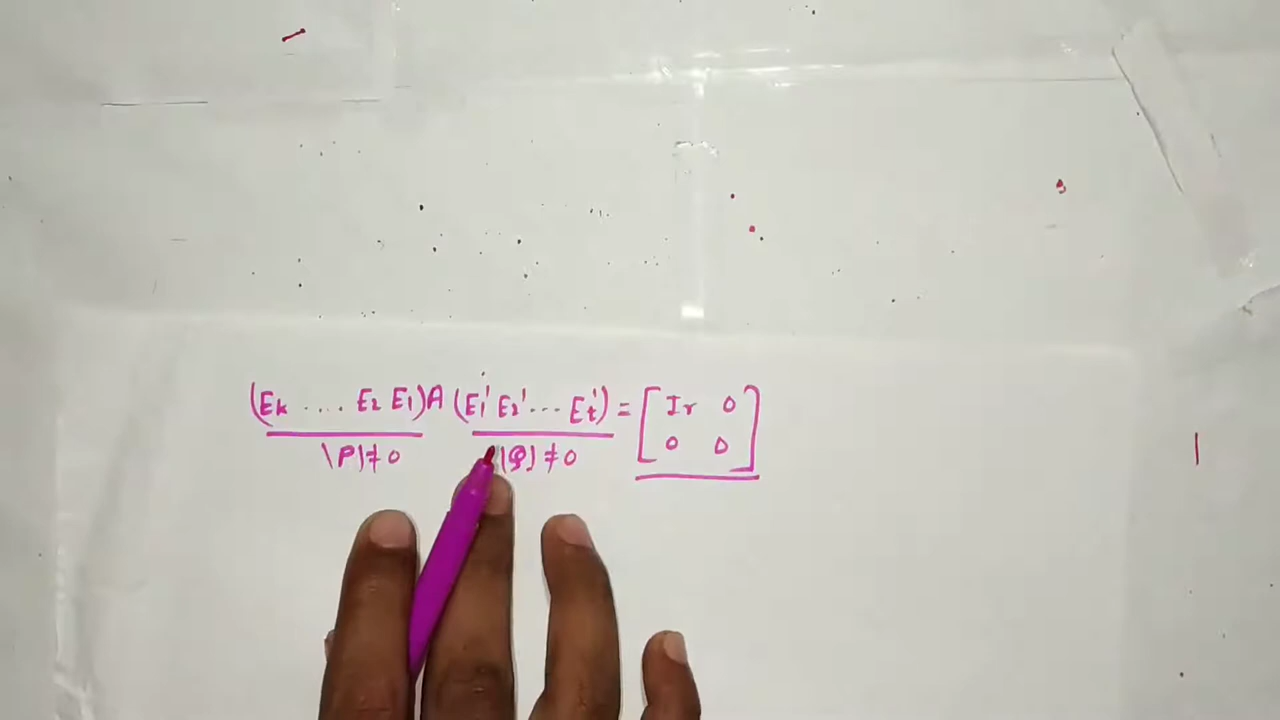 (Ek .... E2 E1) A (E1' E2' ... Et') = [Ir 0
0 0]
|P| ≠ 0 |Q| ≠ 0